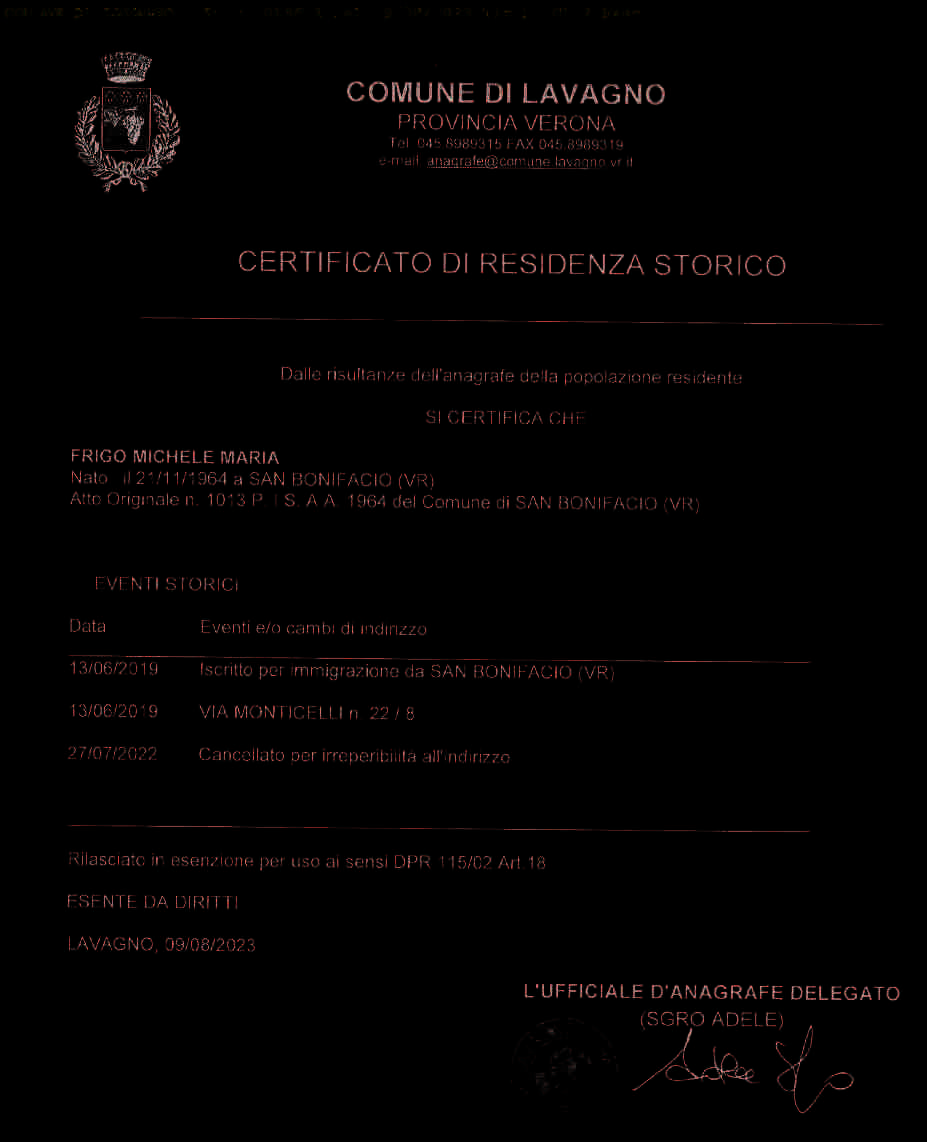 COMUNE DI LAVAGNO
PROVINCIA VERONA
Tel. 045.8989315 FAX 045.8989319
e-mail anagrafe@comune.lavagno.vr.it
CERTIFICATO DI RESIDENZA STORICO
Dalle risultanze dell'anagrafe della popolazione residente
SI CERTIFICA CHE
FRIGO MICHELE MARIA
Nato il 21/11/1964 a SAN BONIFACIO (VR)
Atto Originale n. 1013 P. I S. A A. 1964 del Comune di SAN BONIFACIO (VR)
EVENTI STORICI
Data Eventi e/o cambi di indirizzo
13/06/2019 Iscritto per immigrazione da SAN BONIFACIO (VR)
13/06/2019 VIA MONTICELLI n. 22 / 8
27/07/2022 Cancellato per irreperibilità all'indirizzo
Rilasciato in esenzione per uso ai sensi DPR 115/02 Art.18
ESENTE DA DIRITTI
LAVAGNO, 09/08/2023
L'UFFICIALE D'ANAGRAFE DELEGATO
(SGRO ADELE)